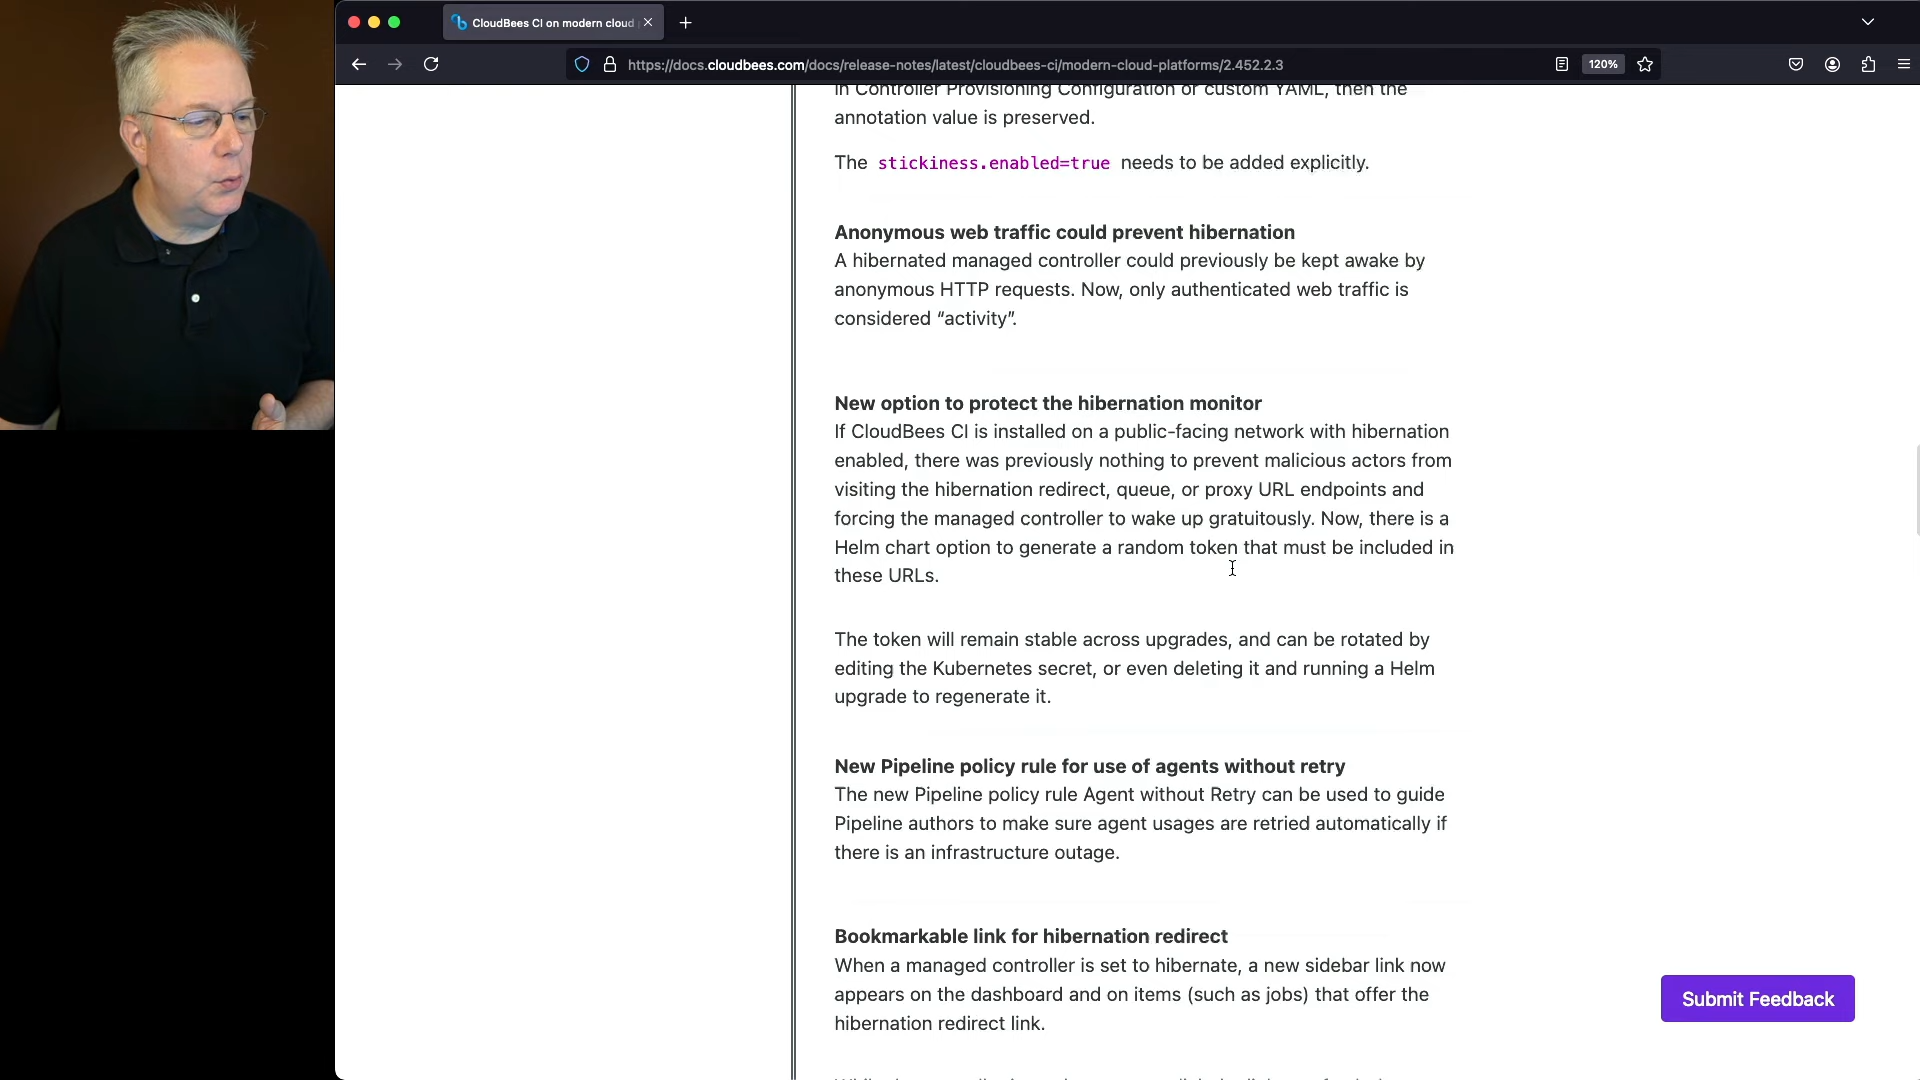 CloudBees CI on modern cloud
https://docs.cloudbees.com/docs/release-notes/latest/cloudbees-ci/modern-cloud-platforms/2.452.2.3
120%
in Controller Provisioning Configuration or custom YAML, then the
annotation value is preserved.
The stickiness.enabled=true needs to be added explicitly.
Anonymous web traffic could prevent hibernation
A hibernated managed controller could previously be kept awake by
anonymous HTTP requests. Now, only authenticated web traffic is
considered “activity”.
New option to protect the hibernation monitor
If CloudBees CI is installed on a public-facing network with hibernation
enabled, there was previously nothing to prevent malicious actors from
visiting the hibernation redirect, queue, or proxy URL endpoints and
forcing the managed controller to wake up gratuitously. Now, there is a
Helm chart option to generate a random token that must be included in
these URLs.
The token will remain stable across upgrades, and can be rotated by
editing the Kubernetes secret, or even deleting it and running a Helm
upgrade to regenerate it.
New Pipeline policy rule for use of agents without retry
The new Pipeline policy rule Agent without Retry can be used to guide
Pipeline authors to make sure agent usages are retried automatically if
there is an infrastructure outage.
Bookmarkable link for hibernation redirect
When a managed controller is set to hibernate, a new sidebar link now
appears on the dashboard and on items (such as jobs) that offer the
hibernation redirect link.
Submit Feedback